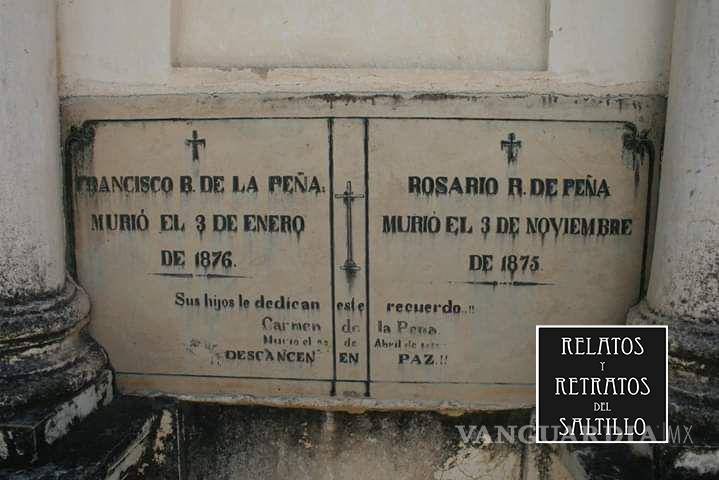 FRANCISCO B. DE LA PEÑA.
MURIÓ EL 3 DE ENERO
DE 1876.
ROSARIO R. DE PEÑA
MURIÓ EL 3 DE NOVIEMBRE
DE 1875.
Sus hijos le dedican este recuerdo..!!
Carmen de la Peña
Murio el de Abril de
DESCANCEN EN PAZ.!!
RELATOS
Y
RETRATOS
DEL
SALTILLO
VANGUARDIA.MX